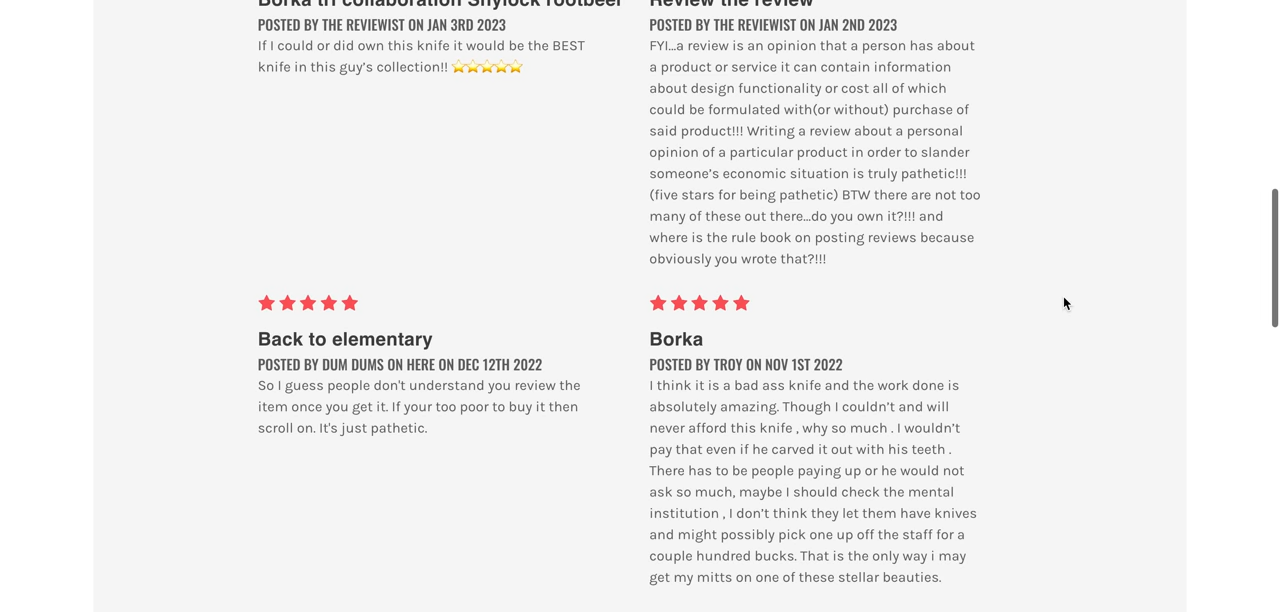 Borka tri collaboration Shylock rootbeer
POSTED BY THE REVIEWIST ON JAN 3RD 2023
If I could or did own this knife it would be the BEST
knife in this guy’s collection!! ⭐⭐⭐⭐⭐
Review the review
POSTED BY THE REVIEWIST ON JAN 2ND 2023
FYI...a review is an opinion that a person has about
a product or service it can contain information
about design functionality or cost all of which
could be formulated with(or without) purchase of
said product!!! Writing a review about a personal
opinion of a particular product in order to slander
someone’s economic situation is truly pathetic!!!
(five stars for being pathetic) BTW there are not too
many of these out there...do you own it?!!! and
where is the rule book on posting reviews because
obviously you wrote that?!!!
Back to elementary
POSTED BY DUM DUMS ON HERE ON DEC 12TH 2022
So I guess people don't understand you review the
item once you get it. If your too poor to buy it then
scroll on. It's just pathetic.
Borka
POSTED BY TROY ON NOV 1ST 2022
I think it is a bad ass knife and the work done is
absolutely amazing. Though I couldn’t and will
never afford this knife , why so much . I wouldn’t
pay that even if he carved it out with his teeth .
There has to be people paying up or he would not
ask so much, maybe I should check the mental
institution , I don’t think they let them have knives
and might possibly pick one up off the staff for a
couple hundred bucks. That is the only way i may
get my mitts on one of these stellar beauties.